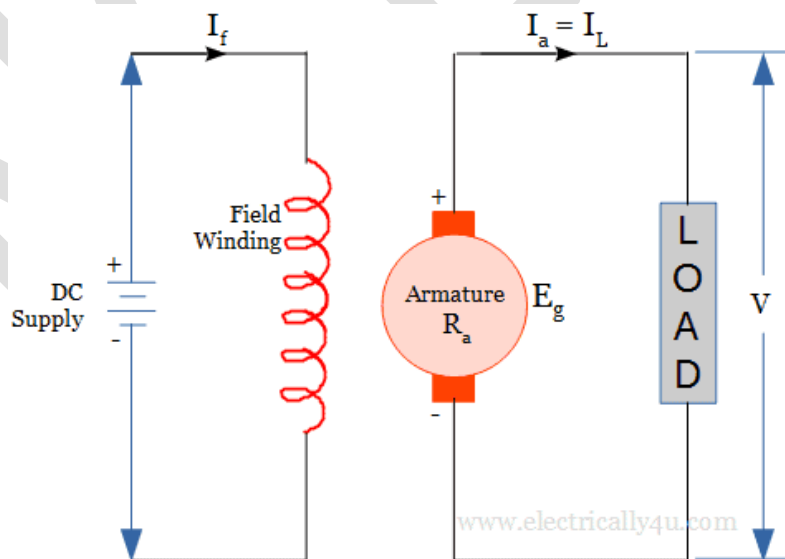 I_f
I_a = I_L
Field
Winding
+
DC
Supply
-
+
Armature
R_a
E_g
-
L
O
A
D
V
www.electrically4u.com